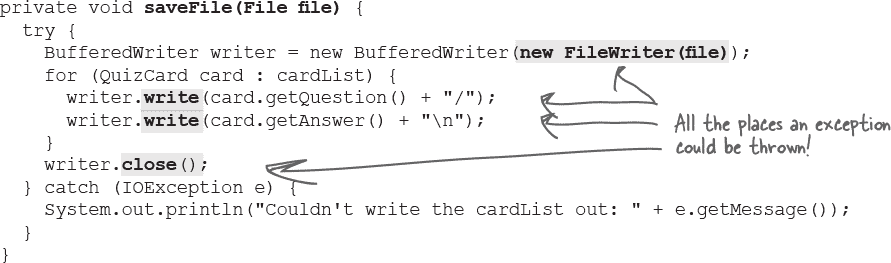 private void saveFile(File file) {
  try {
    BufferedWriter writer = new BufferedWriter(new FileWriter(file));
    for (QuizCard card : cardList) {
      writer.write(card.getQuestion() + "/");
      writer.write(card.getAnswer() + "\n");
    }
    writer.close();
  } catch (IOException e) {
    System.out.println("Couldn't write the cardList out: " + e.getMessage());
  }
}
All the places an exception
could be thrown!